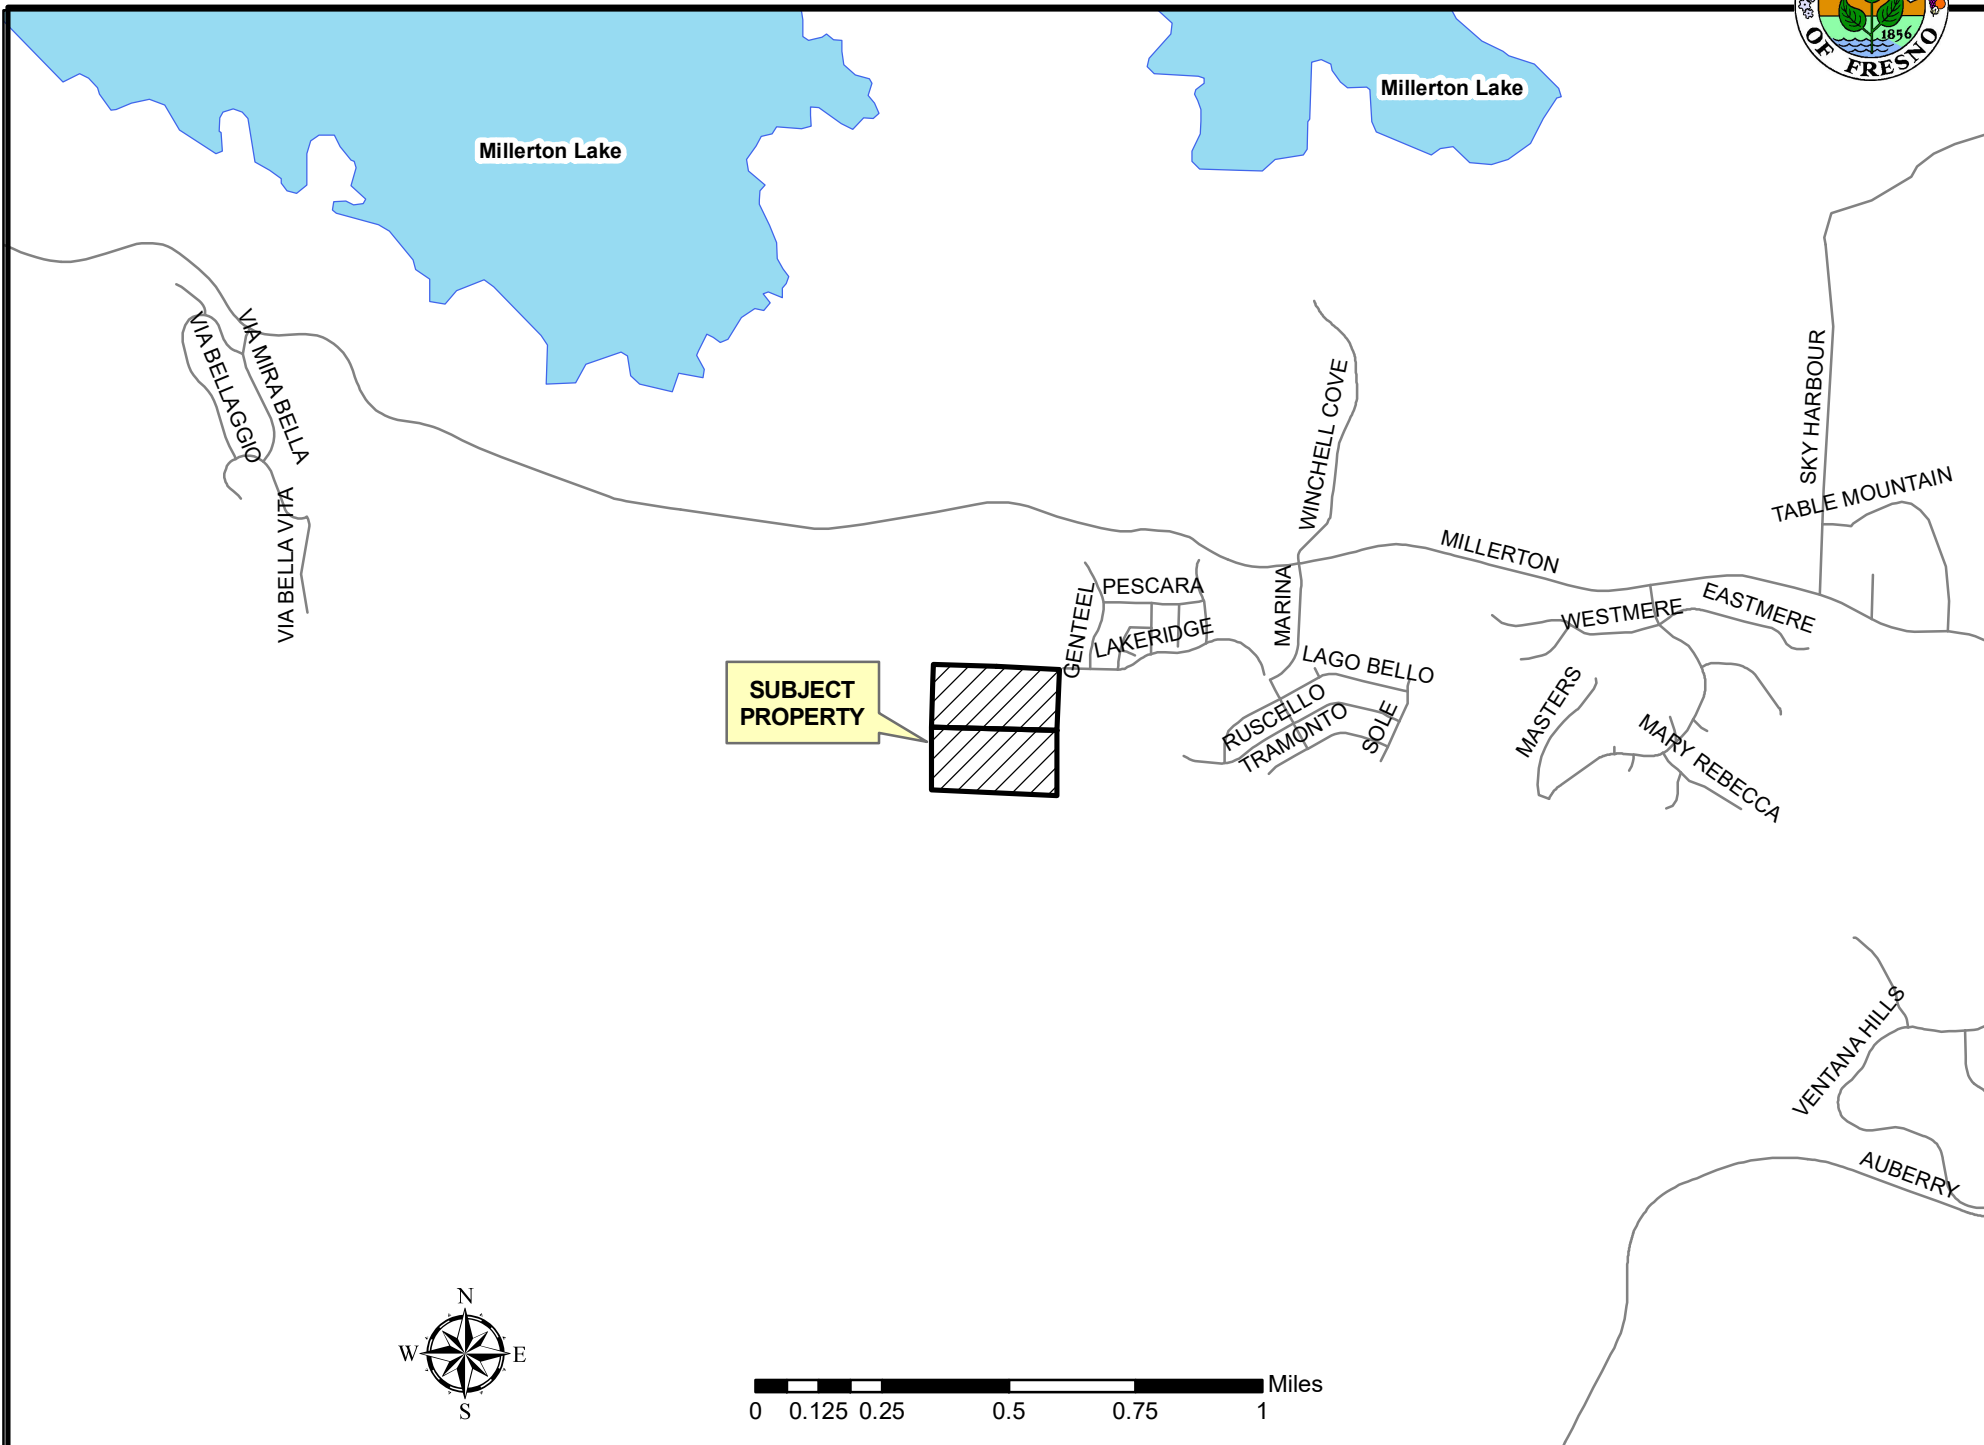 1856
OF FRESNO
Millerton Lake
Millerton Lake
VIA BELLAGGIO
VIA MIRA BELLA
VIA BELLA VITA
WINCHELL COVE
SKY HARBOUR
TABLE MOUNTAIN
MILLERTON
GENTEEL
PESCARA
LAKERIDGE
MARINA
WESTMERE
EASTMERE
LAGO BELLO
RUSCELLO
TRAMONTO
SOLE
MASTERS
MARY REBECCA
SUBJECT
PROPERTY
VENTANA HILLS
AUBERRY
N
W
E
S
Miles
0 0.125 0.25 0.5 0.75 1